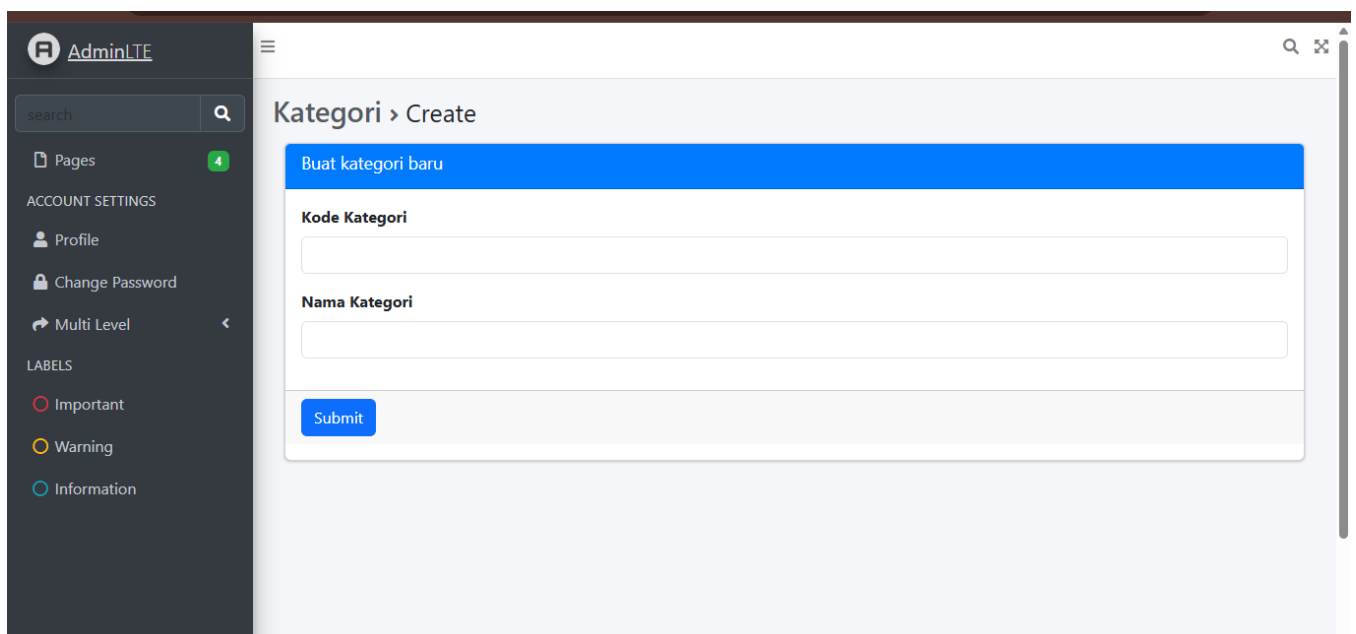 AdminLTE
search
Pages 4
ACCOUNT SETTINGS
Profile
Change Password
Multi Level
LABELS
Important
Warning
Information
Kategori › Create
Buat kategori baru
Kode Kategori
Nama Kategori
Submit